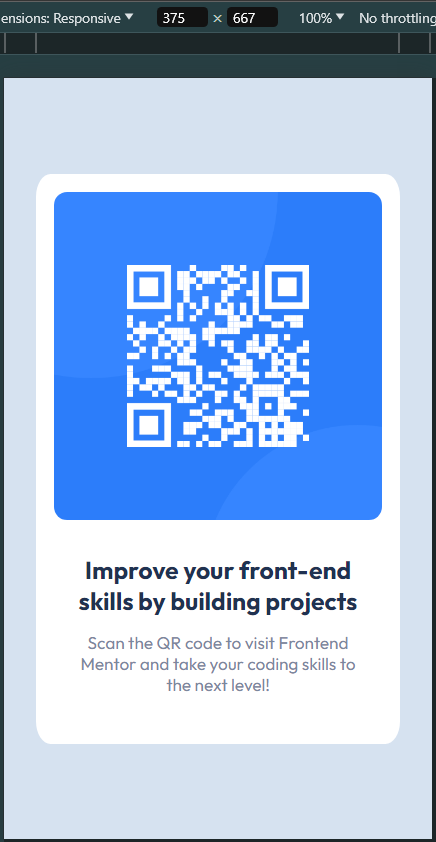 ensions: Responsive ▼ 375 × 667 100% ▼ No throttling
Improve your front-end
skills by building projects
Scan the QR code to visit Frontend
Mentor and take your coding skills to
the next level!